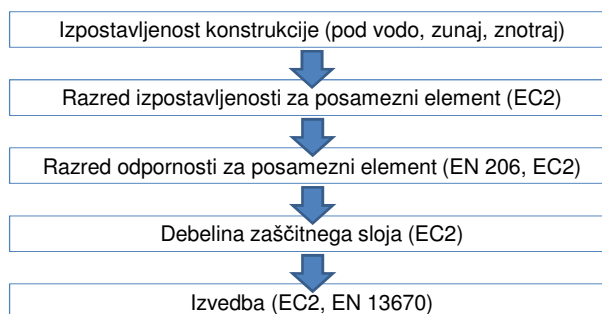 Izpostavljenost konstrukcije (pod vodo, zunaj, znotraj)
Razred izpostavljenosti za posamezni element (EC2)
Razred odpornosti za posamezni element (EN 206, EC2)
Debelina zaščitnega sloja (EC2)
Izvedba (EC2, EN 13670)